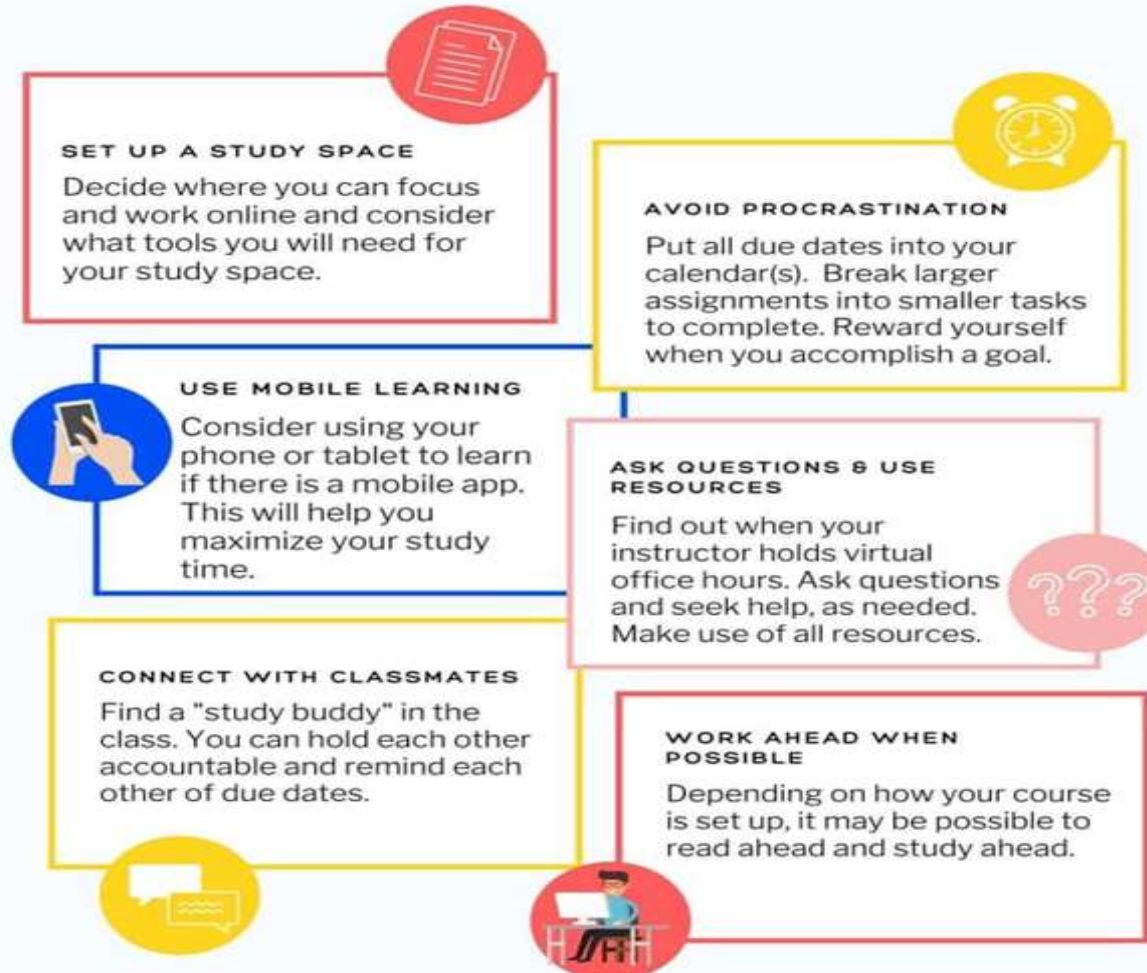 SET UP A STUDY SPACE
Decide where you can focus
and work online and consider
what tools you will need for
your study space.
AVOID PROCRASTINATION
Put all due dates into your
calendar(s). Break larger
assignments into smaller tasks
to complete. Reward yourself
when you accomplish a goal.
USE MOBILE LEARNING
Consider using your
phone or tablet to learn
if there is a mobile app.
This will help you
maximize your study
time.
ASK QUESTIONS & USE
RESOURCES
Find out when your
instructor holds virtual
office hours. Ask questions
and seek help, as needed.
Make use of all resources.
???
CONNECT WITH CLASSMATES
Find a "study buddy" in the
class. You can hold each other
accountable and remind each
other of due dates.
WORK AHEAD WHEN
POSSIBLE
Depending on how your course
is set up, it may be possible to
read ahead and study ahead.